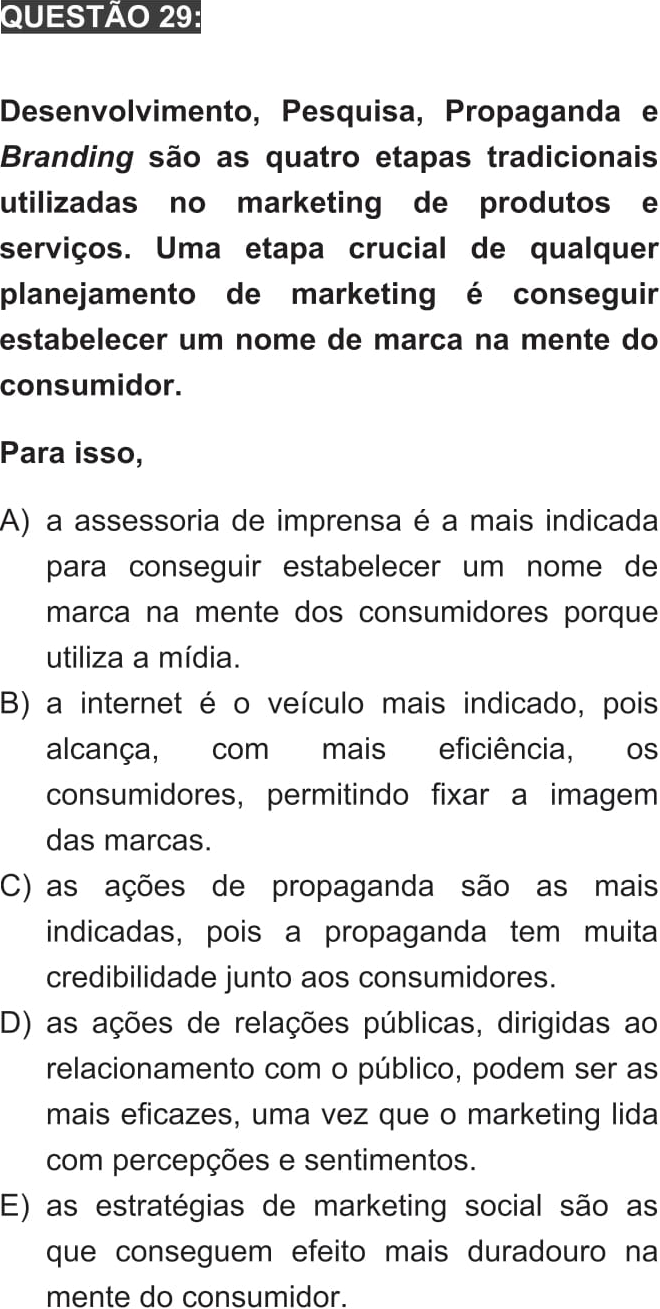 QUESTÃO 29:
Desenvolvimento, Pesquisa, Propaganda e
Branding são as quatro etapas tradicionais
utilizadas no marketing de produtos e
serviços. Uma etapa crucial de qualquer
planejamento de marketing é conseguir
estabelecer um nome de marca na mente do
consumidor.
Para isso,
A) a assessoria de imprensa é a mais indicada
para conseguir estabelecer um nome de
marca na mente dos consumidores porque
utiliza a mídia.
B) a internet é o veículo mais indicado, pois
alcança, com mais eficiência, os
consumidores, permitindo fixar a imagem
das marcas.
C) as ações de propaganda são as mais
indicadas, pois a propaganda tem muita
credibilidade junto aos consumidores.
D) as ações de relações públicas, dirigidas ao
relacionamento com o público, podem ser as
mais eficazes, uma vez que o marketing lida
com percepções e sentimentos.
E) as estratégias de marketing social são as
que conseguem efeito mais duradouro na
mente do consumidor.